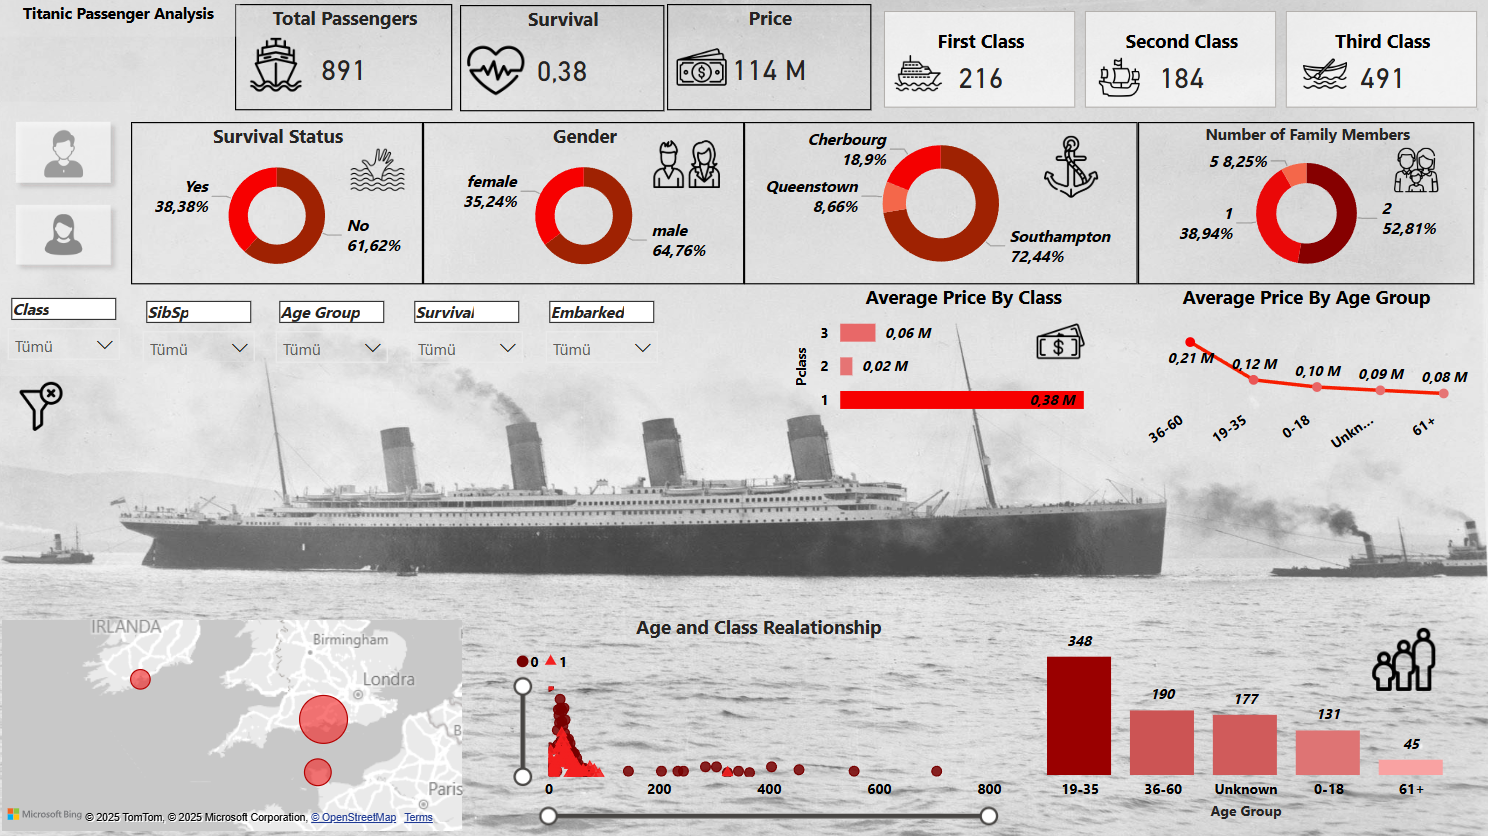 Titanic Passenger Analysis
Total Passengers
891
Survival
0,38
Price
114 M
First Class
216
Second Class
184
Third Class
491
Survival Status
Yes
38,38%
No
61,62%
Gender
female
35,24%
male
64,76%
Cherbourg
18,9%
Queenstown
8,66%
Southampton
72,44%
Number of Family Members
5 8,25%
1
38,94%
2
52,81%
Class
Tümü
SibSp
Tümü
Age Group
Tümü
Survival
Tümü
Embarked
Tümü
Average Price By Class
Pclass
3
0,06 M
2
0,02 M
1
0,38 M
Average Price By Age Group
0,21 M
0,12 M
0,10 M
0,09 M
0,08 M
36-60
19-35
0-18
Unkn...
61+
IRLANDA
Birmingham
Londra
B
Paris
Microsoft Bing
© 2025 TomTom, © 2025 Microsoft Corporation, © OpenStreetMap Terms
Age and Class Realationship
0 1
0 200 400 600 800
348
190
177
131
45
19-35 36-60 Unknown 0-18 61+
Age Group